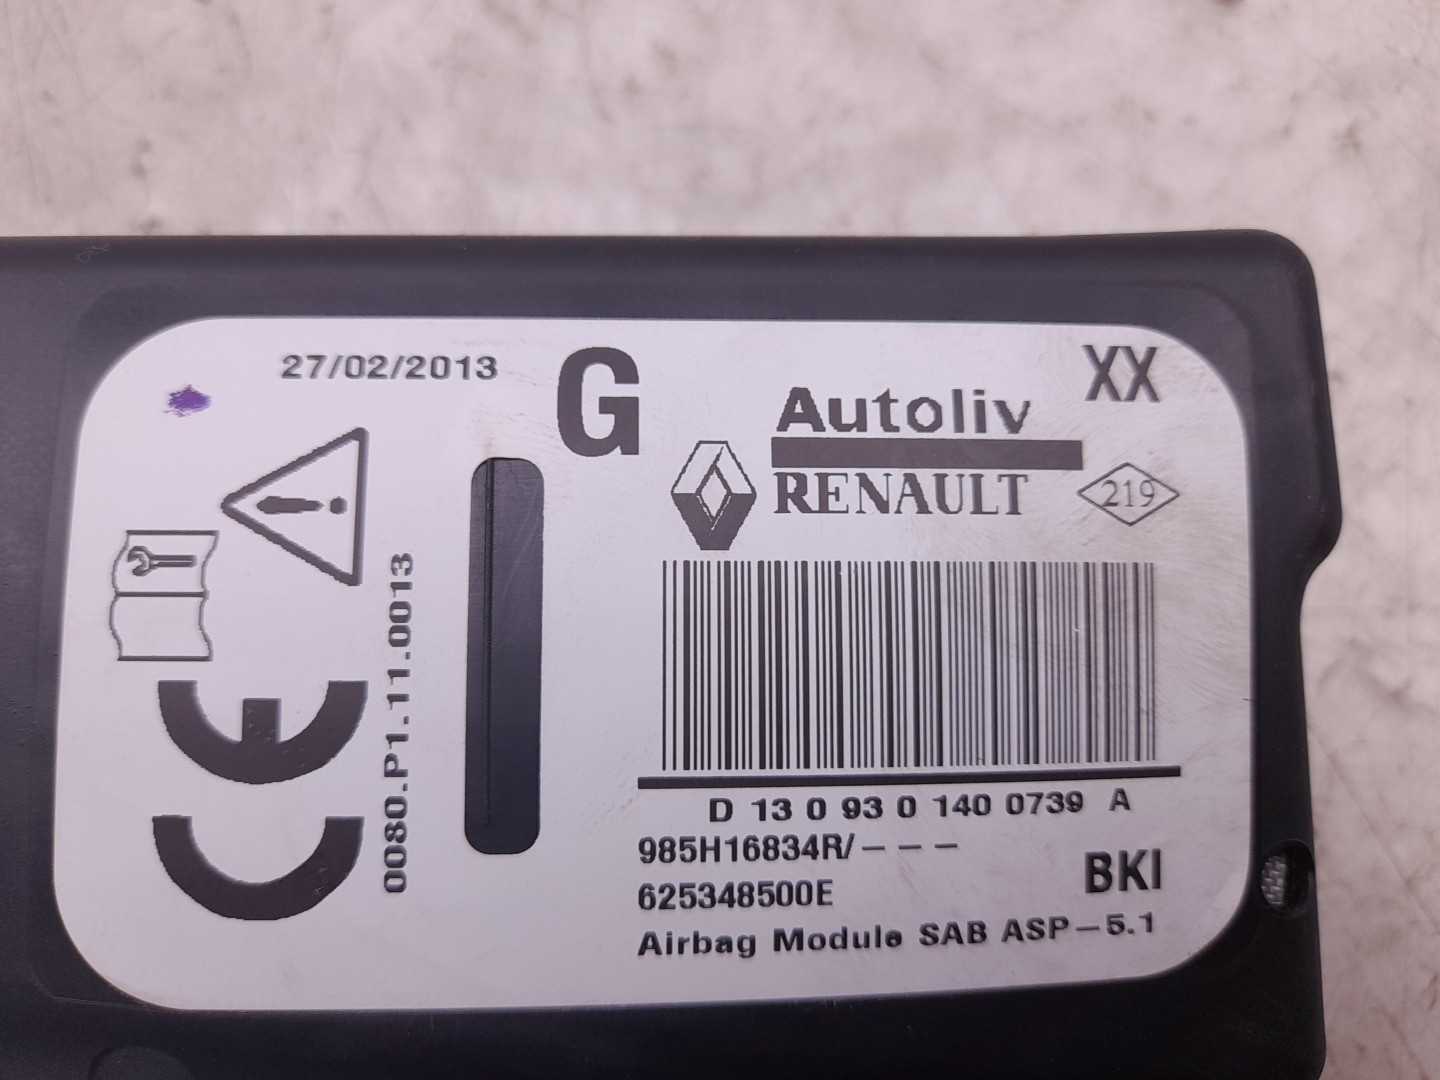 27/02/2013
G
Autoliv
XX
RENAULT
219
0080.P1.11.0013
CE
D 13 0 93 0 140 0739 A
985H16834R/---
625348500E
BKI
Airbag Module SAB ASP-5.1